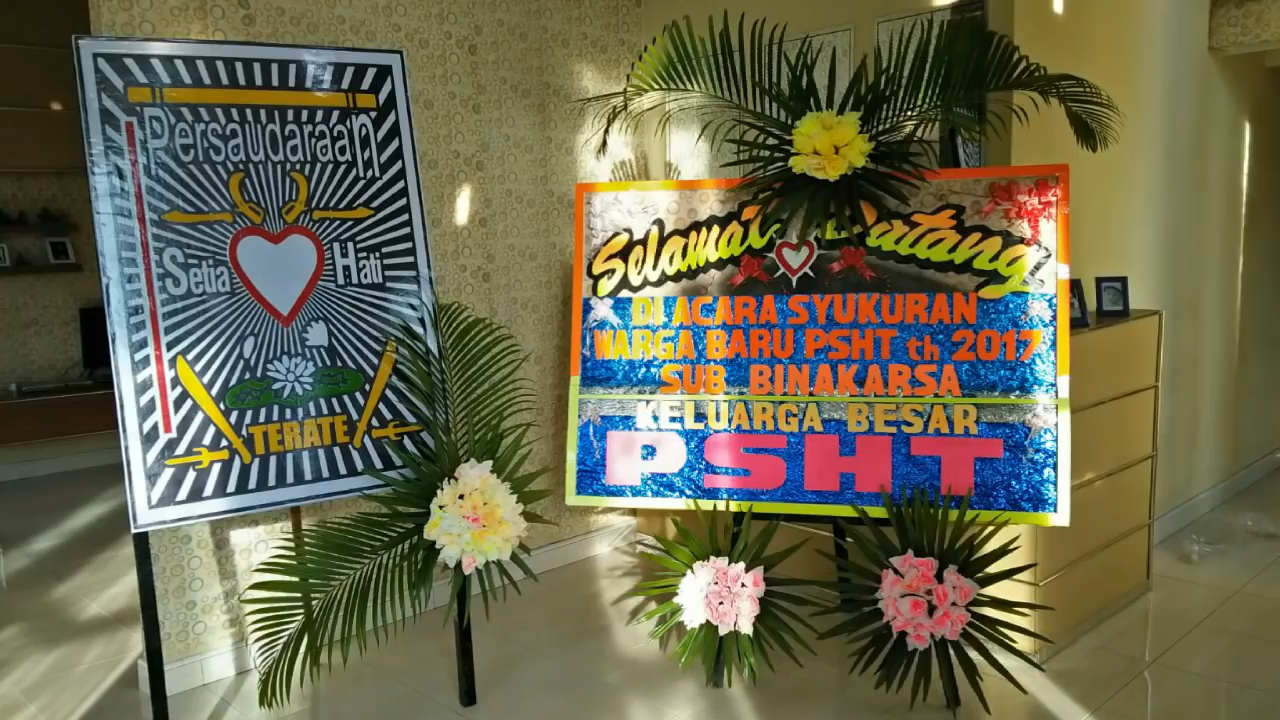 Persaudaraan
Setia Hati
TERATE
Selamat Datang
DI ACARA SYUKURAN
WARGA BARU PSHT th 2017
SUB BINAKARSA
KELUARGA BESAR
PSHT